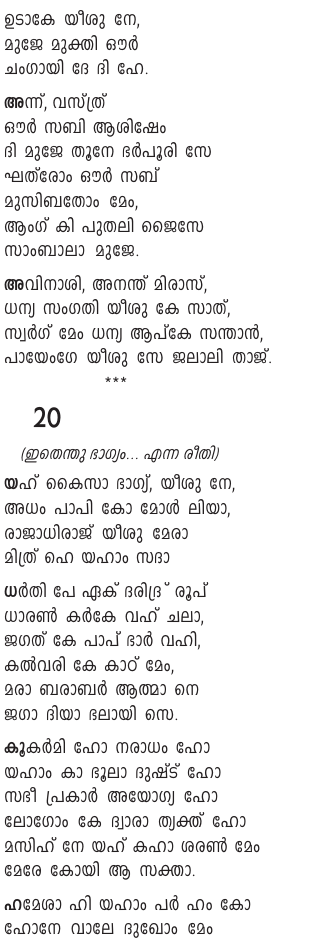 ഉടാകേ യീശു നേ,
മുജേ മുക്തി ഔർ
ചംഗായി ദേ ദി ഹേ.
അന്ന്, വസ്ത്ര്
ഔർ സബി ആശിഷേം
ദി മുജേ തൂനേ ഭർപൂരി സേ
ഘത്രോം ഔർ സബ്
മുസിബതോം മേം,
ആംഗ് കി പുതലി ജൈസേ
സാംബാലാ മുജേ.
അവിനാശി, അനന്ത് മിരാസ്,
ധന്യ സംഗതി യീശു കേ സാത്,
സ്വർഗ് മേം ധന്യ ആപ്കേ സന്താൻ,
പായേംഗേ യീശു സേ ജലാലി താജ്.
***
20
(ഇതെന്തു ഭാഗ്യം... എന്ന രീതി)
യഹ് കൈസാ ഭാഗ്യ്, യീശു നേ,
അധം പാപി കോ മോൾ ലിയാ,
രാജാധിരാജ് യീശു മേരാ
മിത്ര് ഹെ യഹാം സദാ
ധർതി പേ ഏക് ദരിദ്ര് രൂപ്
ധാരൺ കർകേ വഹ് ചലാ,
ജഗത് കേ പാപ് ഭാർ വഹി,
കൽവരി കേ കാഠ് മേം,
മരാ ബരാബർ ആത്മാ നെ
ജഗാ ദിയാ ഭലായി സെ.
കൂകർമി ഹോ നരാധം ഹോ
യഹാം കാ ഭൂലാ ദുഷ്ട് ഹോ
സഭീ പ്രകാർ അയോഗ്യ ഹോ
ലോഗോം കേ ദ്വാരാ ത്വക്ത് ഹോ
മസിഹ് നേ യഹ് കഹാ ശരൺ മേം
മേരേ കോയി ആ സക്താ.
ഹമേശാ ഹി യഹാം പർ ഹം കോ
ഹോനേ വാലേ ദുഖോം മേം